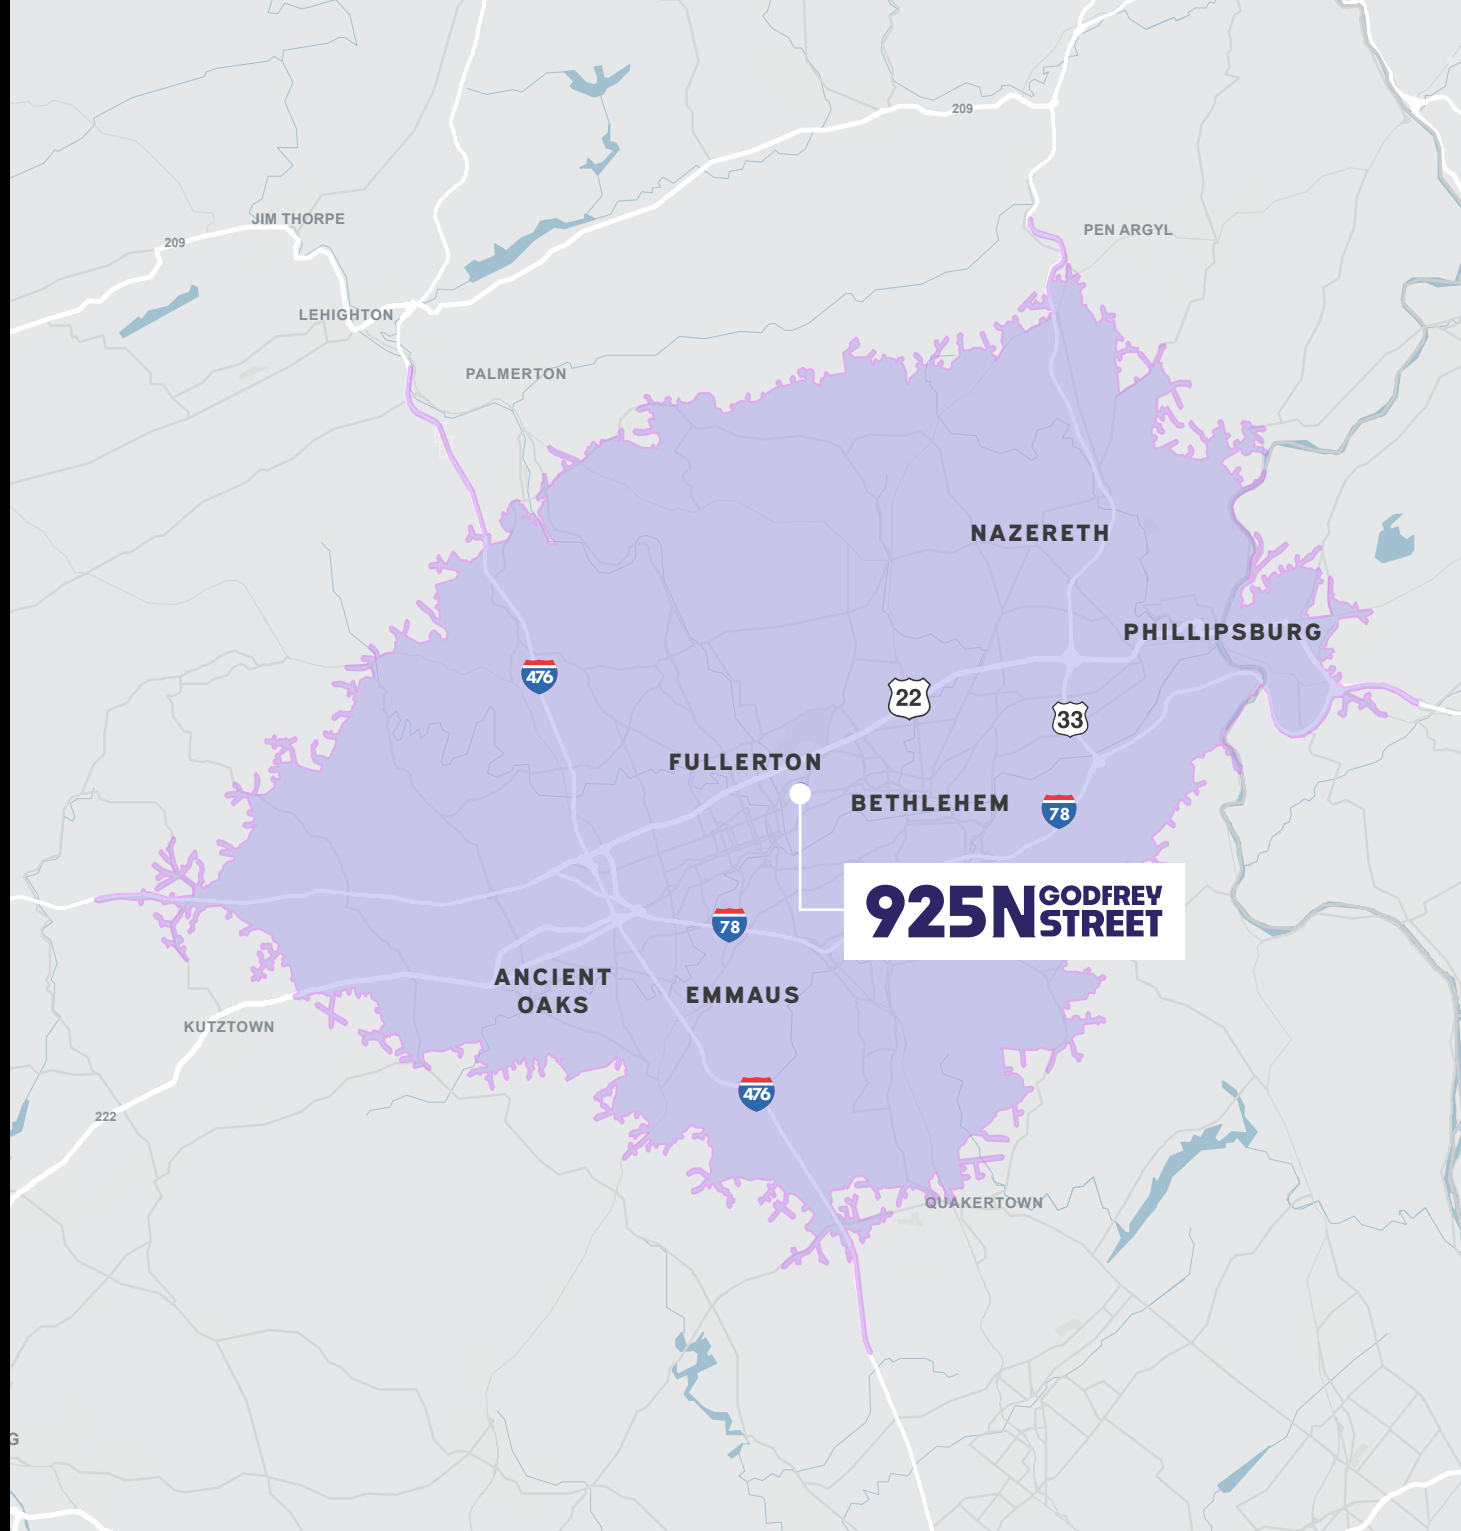 209
JIM THORPE
209
PEN ARGYL
LEHIGHTON
PALMERTON
NAZERETH
PHILLIPSBURG
476
22
33
FULLERTON
BETHLEHEM
78
925N GODFREY
STREET
78
ANCIENT
OAKS
EMMAUS
KUTZTOWN
476
222
QUAKERTOWN
G